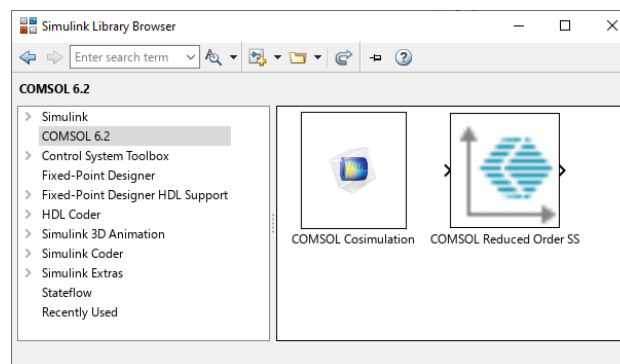 Simulink Library Browser
Enter search term
COMSOL 6.2
Simulink
COMSOL 6.2
Control System Toolbox
Fixed-Point Designer
Fixed-Point Designer HDL Support
HDL Coder
Simulink 3D Animation
Simulink Coder
Simulink Extras
Stateflow
Recently Used
COMSOL Cosimulation
COMSOL Reduced Order SS